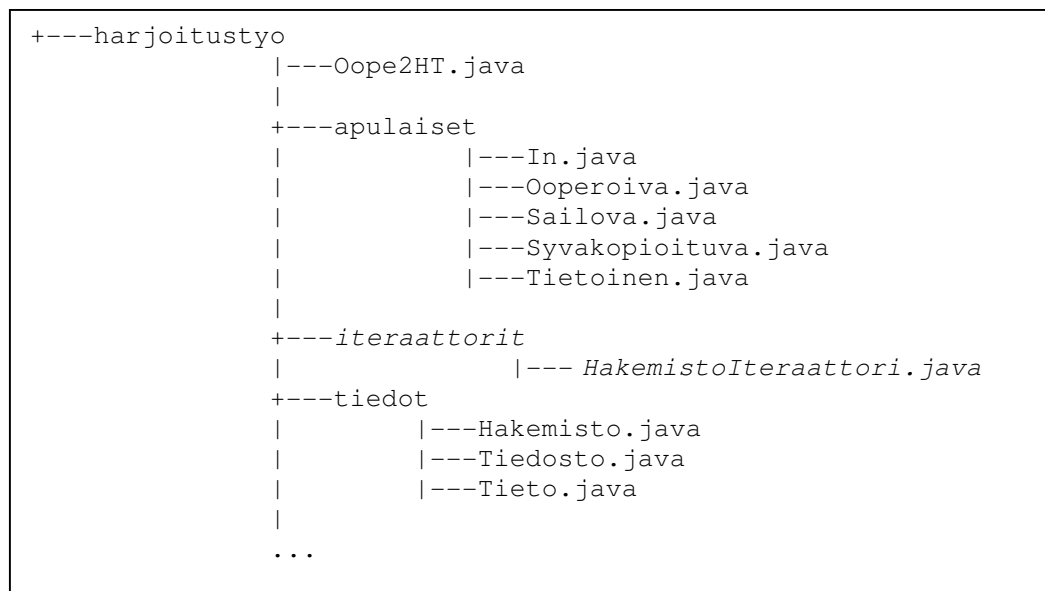 +---harjoitustyo
|---Oope2HT.java
|
+---apulaiset
| |---In.java
| |---Ooperoiva.java
| |---Sailova.java
| |---Syvakopioituva.java
| |---Tietoinen.java
|
+---iteraattorit
| |--- HakemistoIteraattori.java
+---tiedot
| |---Hakemisto.java
| |---Tiedosto.java
| |---Tieto.java
|
...